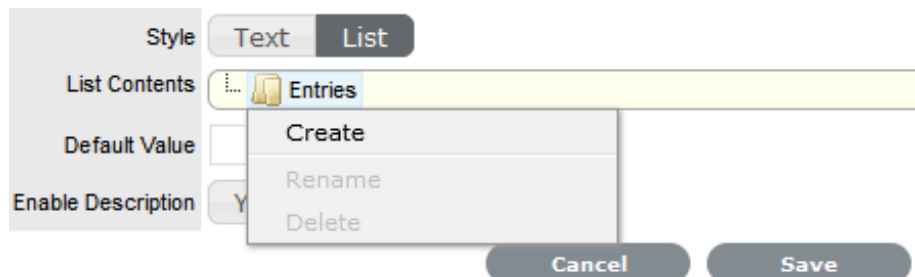 Style Text List
List Contents Entries
Create
Default Value
Rename
Enable Description Y
Delete
Cancel Save